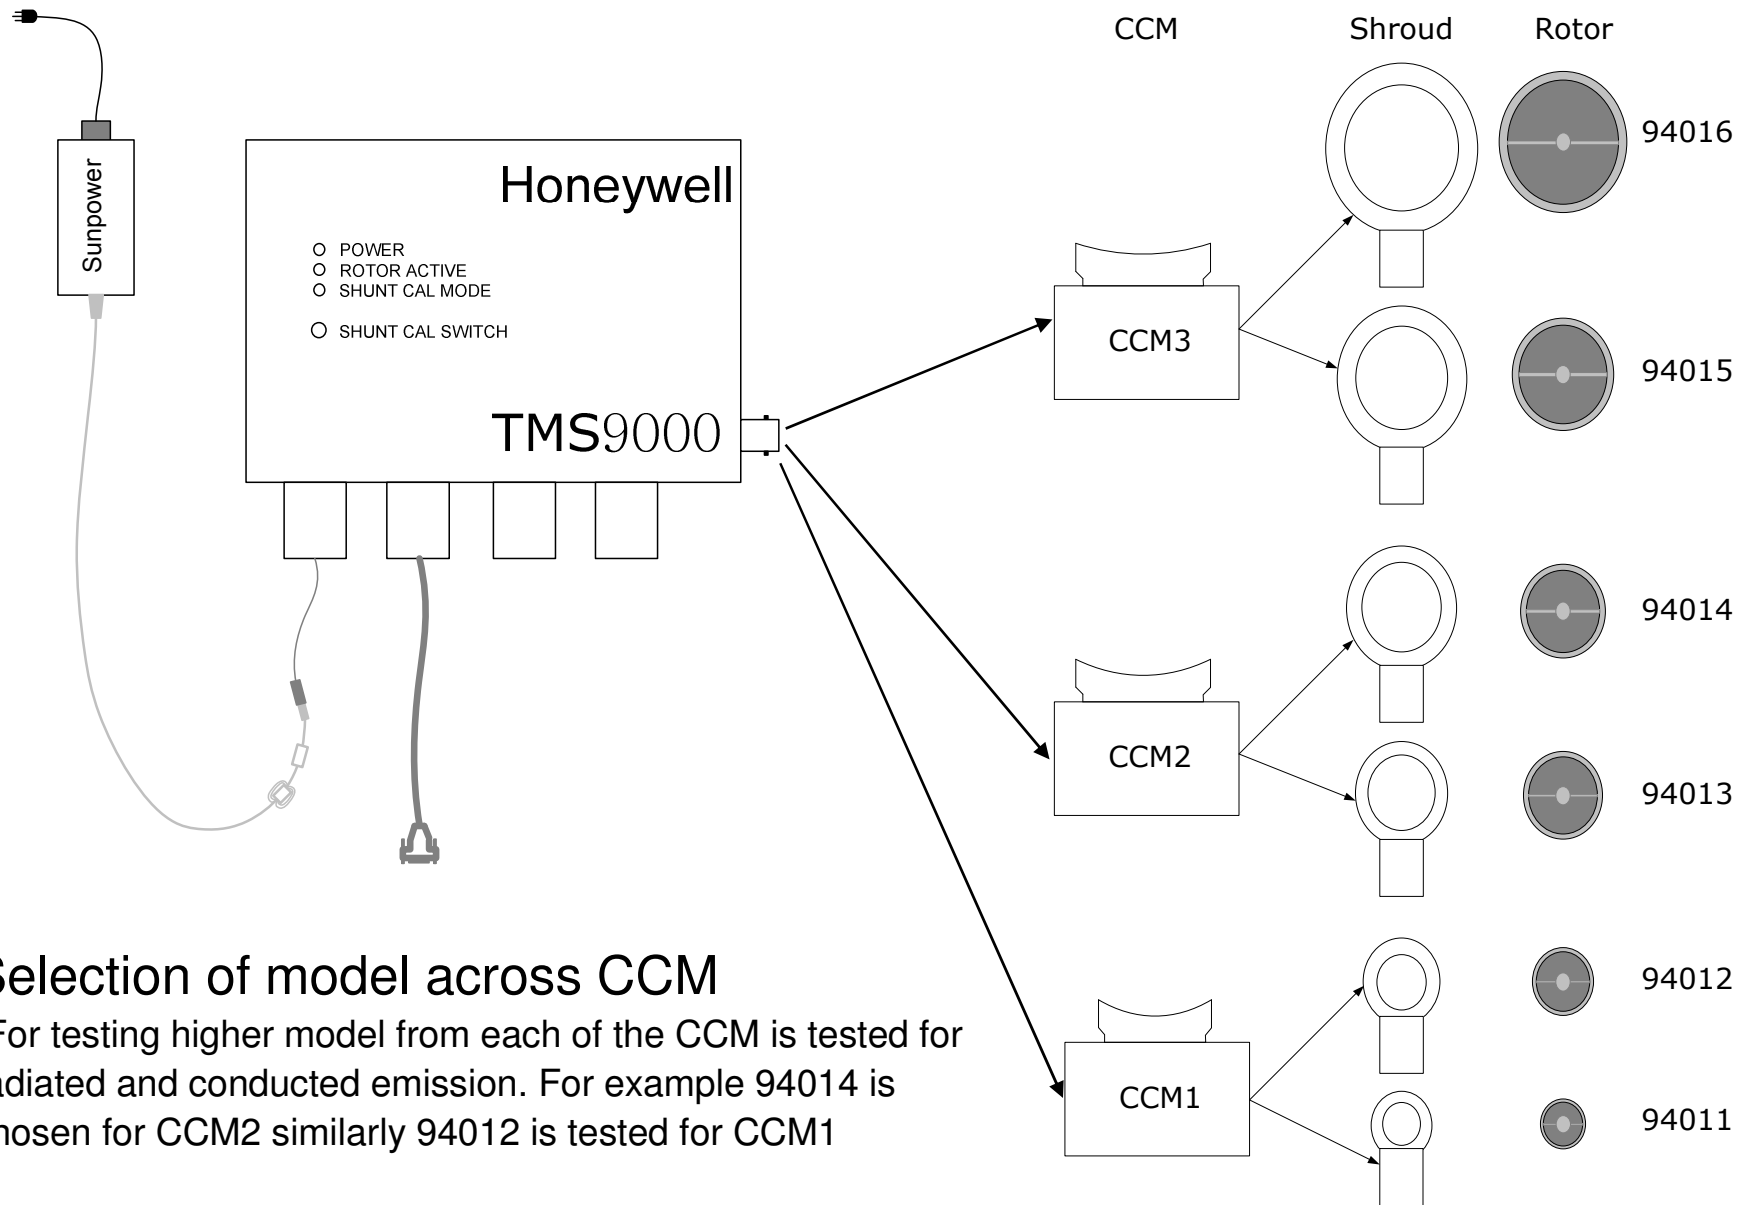 CCM Shroud Rotor
94016
Sunpower
Honeywell
POWER
ROTOR ACTIVE
SHUNT CAL MODE
SHUNT CAL SWITCH
CCM3
94015
TMS9000
94014
CCM2
94013
Selection of model across CCM
For testing higher model from each of the CCM is tested for
adiated and conducted emission. For example 94014 is
hosen for CCM2 similarly 94012 is tested for CCM1
94012
CCM1
94011